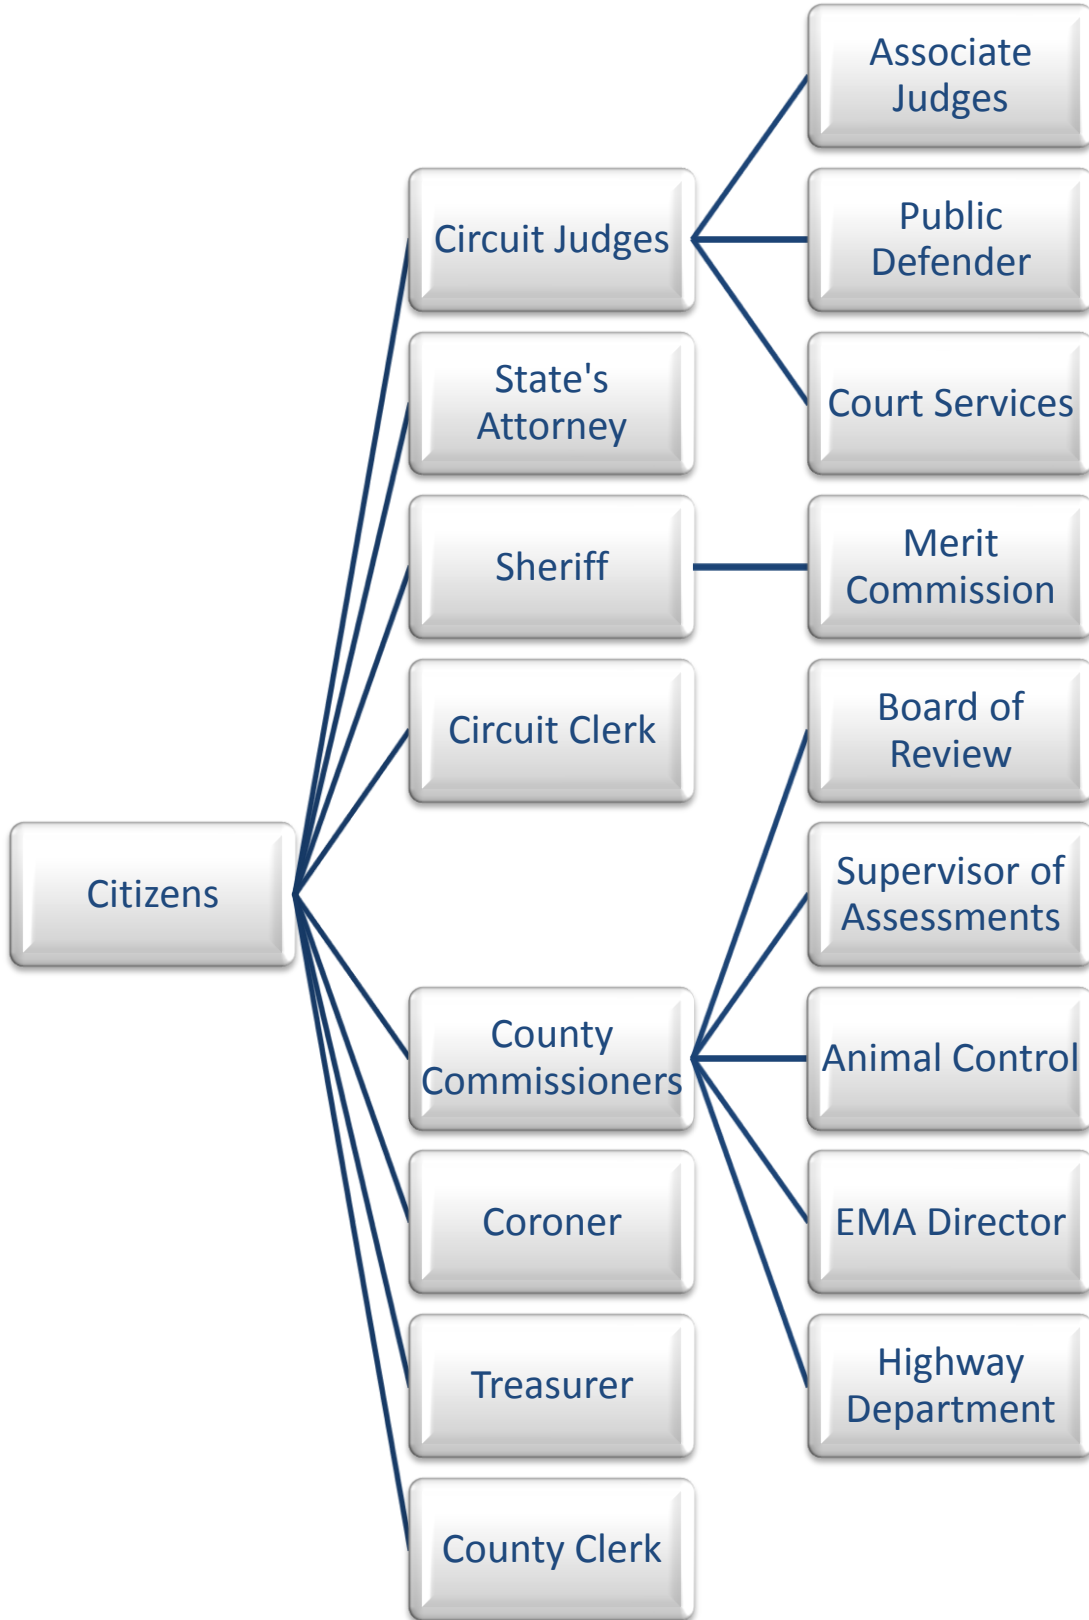 Citizens
Circuit Judges
State's
Attorney
Sheriff
Circuit Clerk
County
Commissioners
Coroner
Treasurer
County Clerk
Associate
Judges
Public
Defender
Court Services
Merit
Commission
Board of
Review
Supervisor of
Assessments
Animal Control
EMA Director
Highway
Department